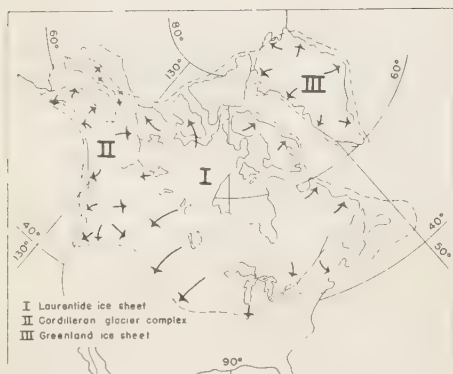 60°
80°
130°
60°
III
II
I
40°
130°
40°
50°
I Laurentide ice sheet
II Cordilleran glacier complex
III Greenland ice sheet
90°